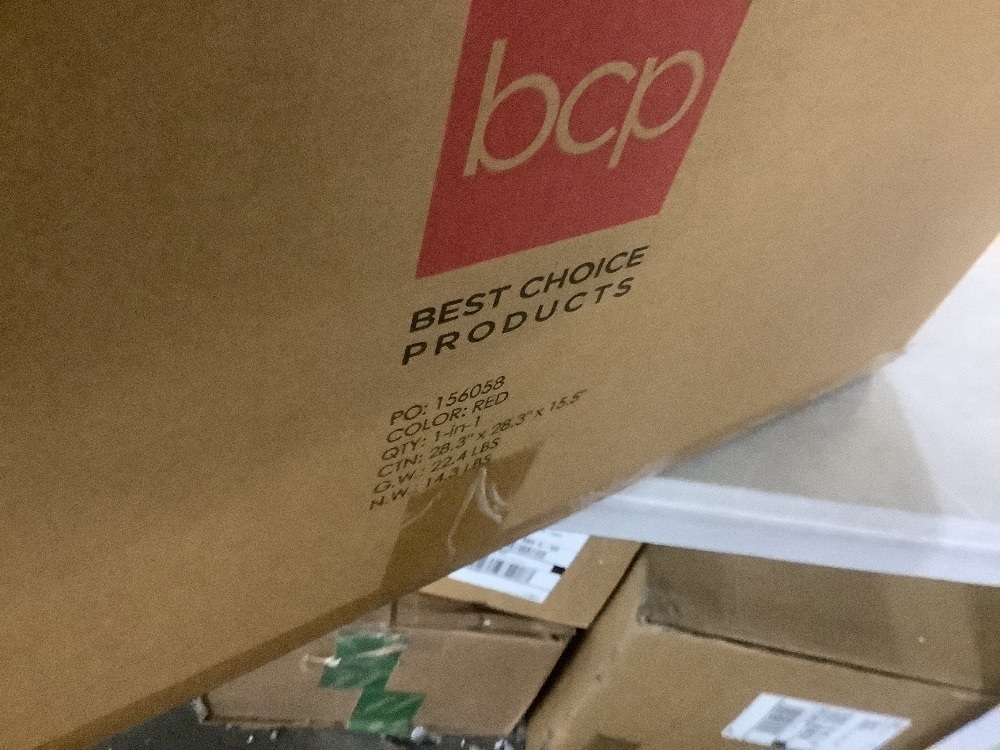 bcp
BEST CHOICE
PRODUCTS
PO: 156058
COLOR: RED
QTY: 1-in-1
CTN: 28.3" x 28.3" x 15.5"
G.W.: 22.4 LBS
N.W.: 14.3 LBS